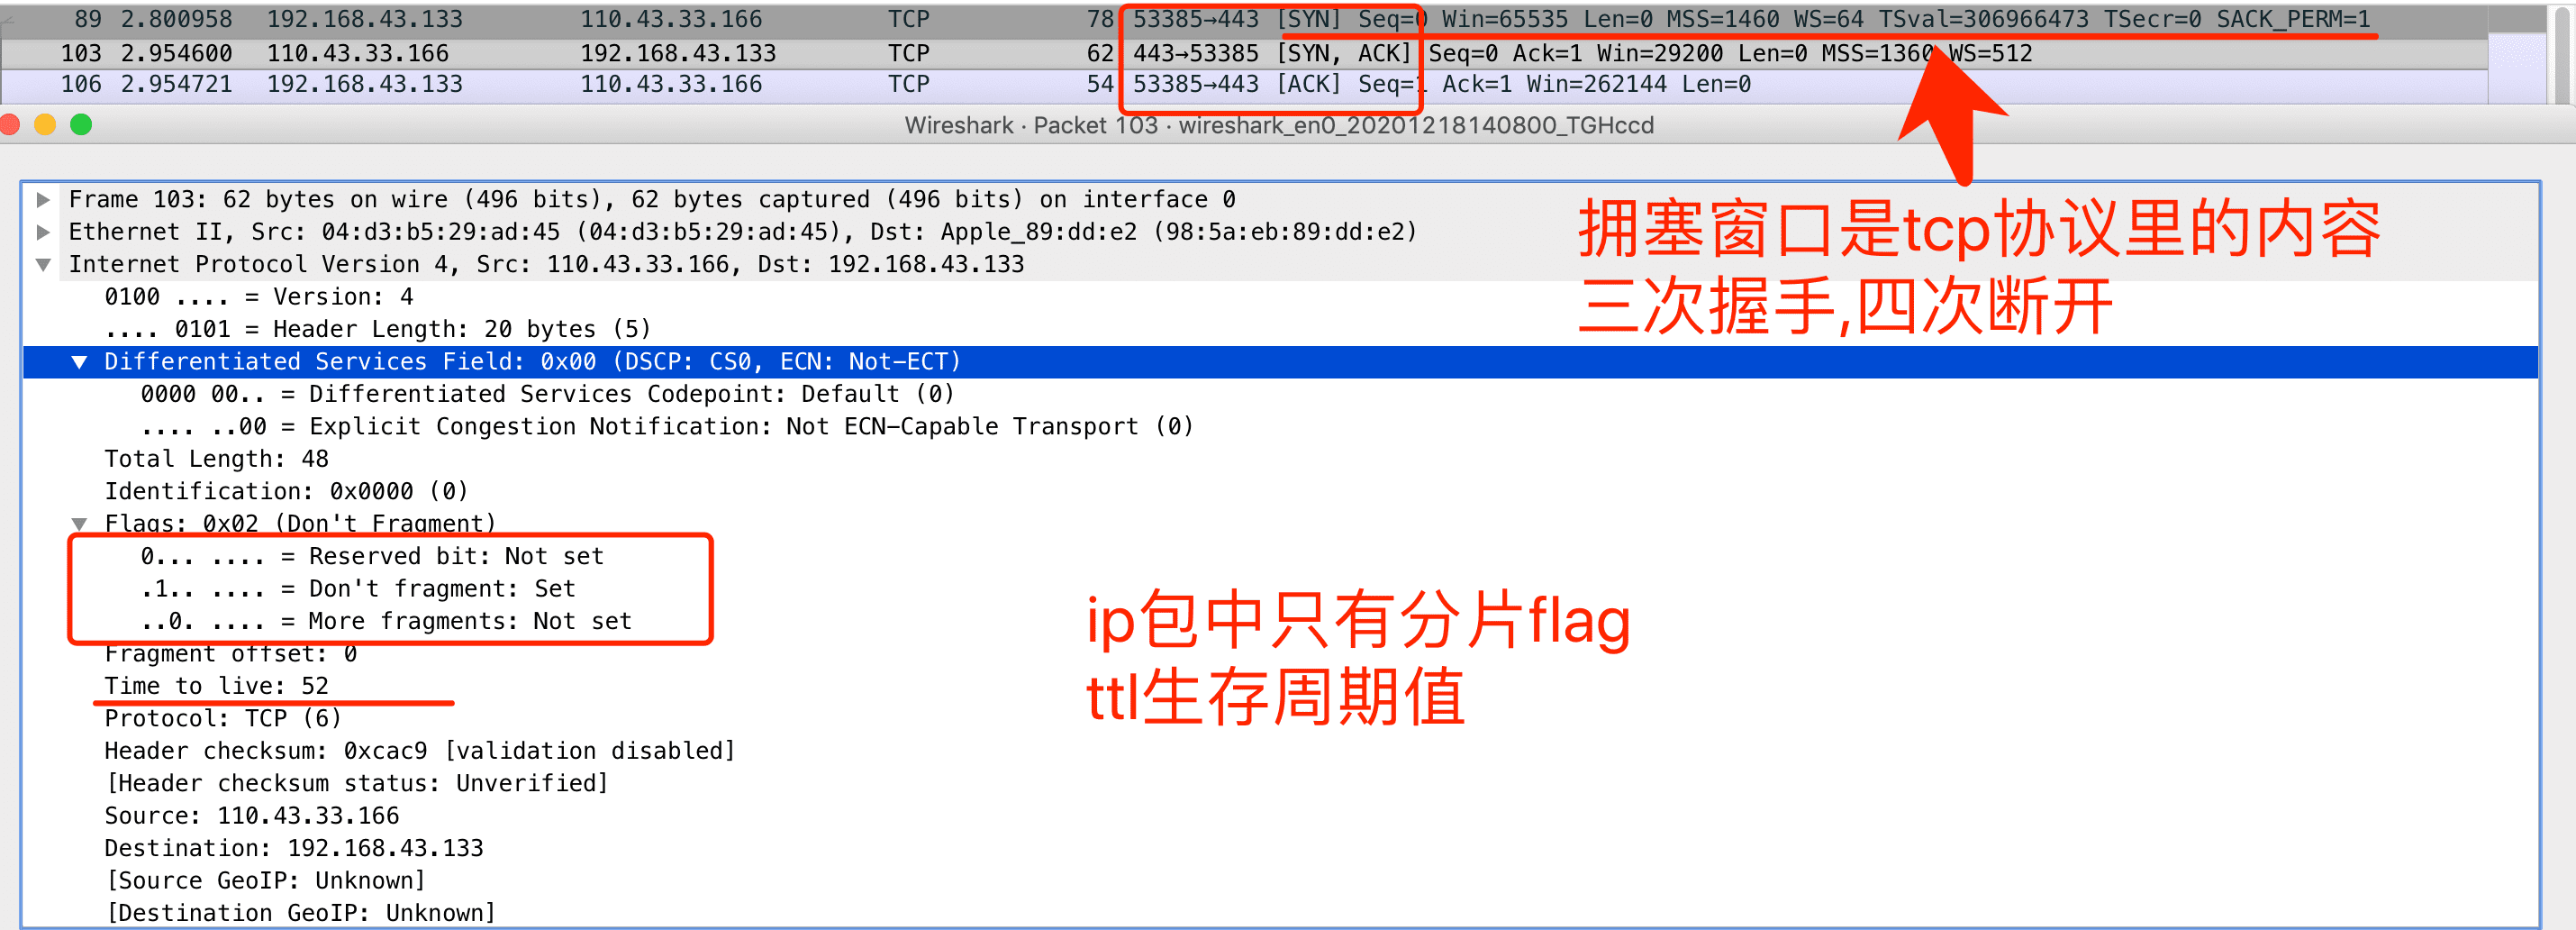 89 2.800958 192.168.43.133 110.43.33.166 TCP 78 53385→443 [SYN] Seq=0 Win=65535 Len=0 MSS=1460 WS=64 TSval=306966473 TSecr=0 SACK_PERM=1
103 2.954600 110.43.33.166 192.168.43.133 TCP 62 443→53385 [SYN, ACK] Seq=0 Ack=1 Win=29200 Len=0 MSS=1360 WS=512
106 2.954721 192.168.43.133 110.43.33.166 TCP 54 53385→443 [ACK] Seq=1 Ack=1 Win=262144 Len=0
Wireshark · Packet 103 · wireshark_en0_20201218140800_TGHccd
Frame 103: 62 bytes on wire (496 bits), 62 bytes captured (496 bits) on interface 0
Ethernet II, Src: 04:d3:b5:29:ad:45 (04:d3:b5:29:ad:45), Dst: Apple_89:dd:e2 (98:5a:eb:89:dd:e2)
Internet Protocol Version 4, Src: 110.43.33.166, Dst: 192.168.43.133
拥塞窗口是tcp协议里的内容
三次握手,四次断开
0100 .... = Version: 4
.... 0101 = Header Length: 20 bytes (5)
Differentiated Services Field: 0x00 (DSCP: CS0, ECN: Not-ECT)
0000 00.. = Differentiated Services Codepoint: Default (0)
.... ..00 = Explicit Congestion Notification: Not ECN-Capable Transport (0)
Total Length: 48
Identification: 0x0000 (0)
Flags: 0x02 (Don't Fragment)
0... .... = Reserved bit: Not set
.1.. .... = Don't fragment: Set
..0. .... = More fragments: Not set
ip包中只有分片flag
ttl生存周期值
Fragment offset: 0
Time to live: 52
Protocol: TCP (6)
Header checksum: 0xcac9 [validation disabled]
[Header checksum status: Unverified]
Source: 110.43.33.166
Destination: 192.168.43.133
[Source GeoIP: Unknown]
[Destination GeoIP: Unknown]